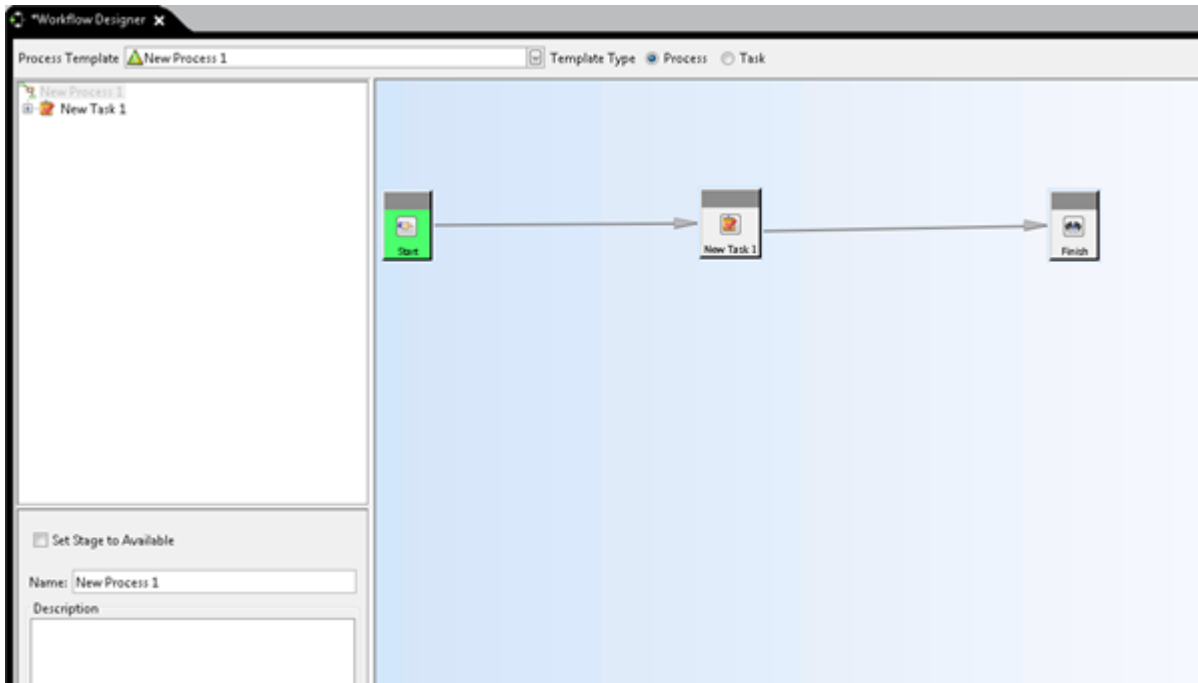 *Workflow Designer
Process Template New Process 1 Template Type Process Task
New Process 1
New Task 1
Start
New Task 1
Finish
Set Stage to Available
Name: New Process 1
Description